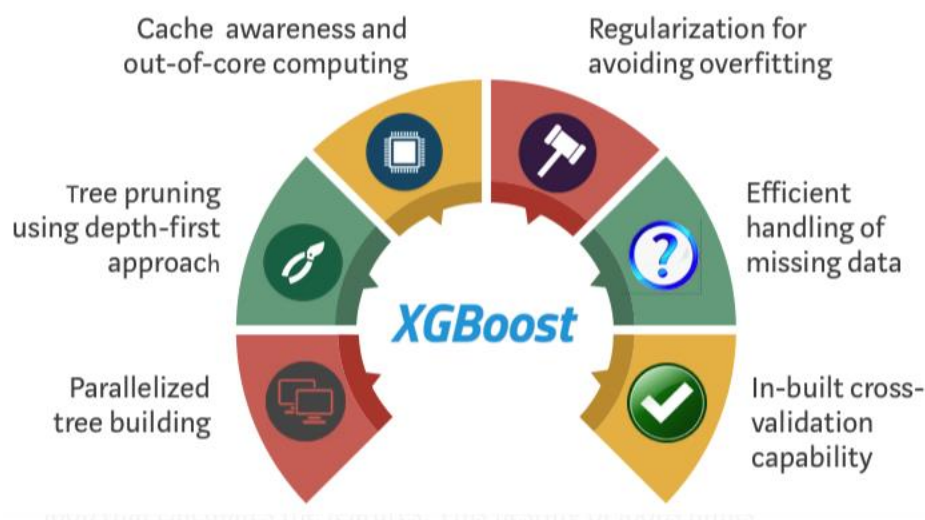 Cache awareness and
out-of-core computing
Regularization for
avoiding overfitting
Tree pruning
using depth-first
approach
Efficient
handling of
missing data
XGBoost
Parallelized
tree building
In-built cross-
validation
capability